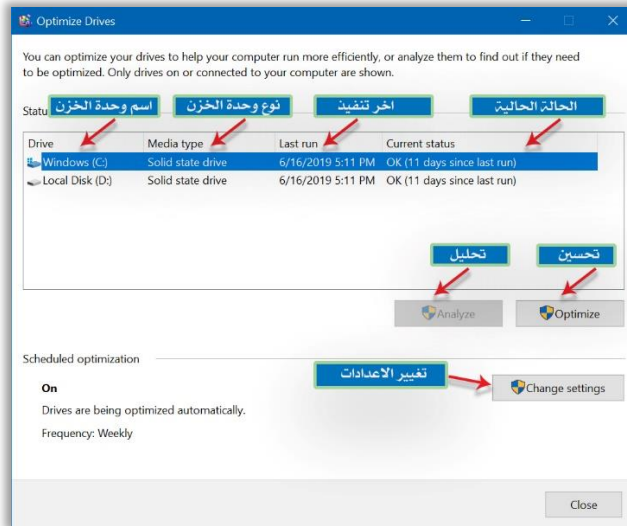 Optimize Drives
You can optimize your drives to help your computer run more efficiently, or analyze them to find out if they need
to be optimized. Only drives on or connected to your computer are shown.
Statu
اسم وحدة الخزن
نوع وحدة الخزن
اخر تنفيذ
الحالة الحالية
Drive Media type Last run Current status
Windows (C:) Solid state drive 6/16/2019 5:11 PM OK (11 days since last run)
Local Disk (D:) Solid state drive 6/16/2019 5:11 PM OK (11 days since last run)
تحليل
تحسين
Analyze
Optimize
Scheduled optimization
تغيير الاعدادات
On
Change settings
Drives are being optimized automatically.
Frequency: Weekly
Close